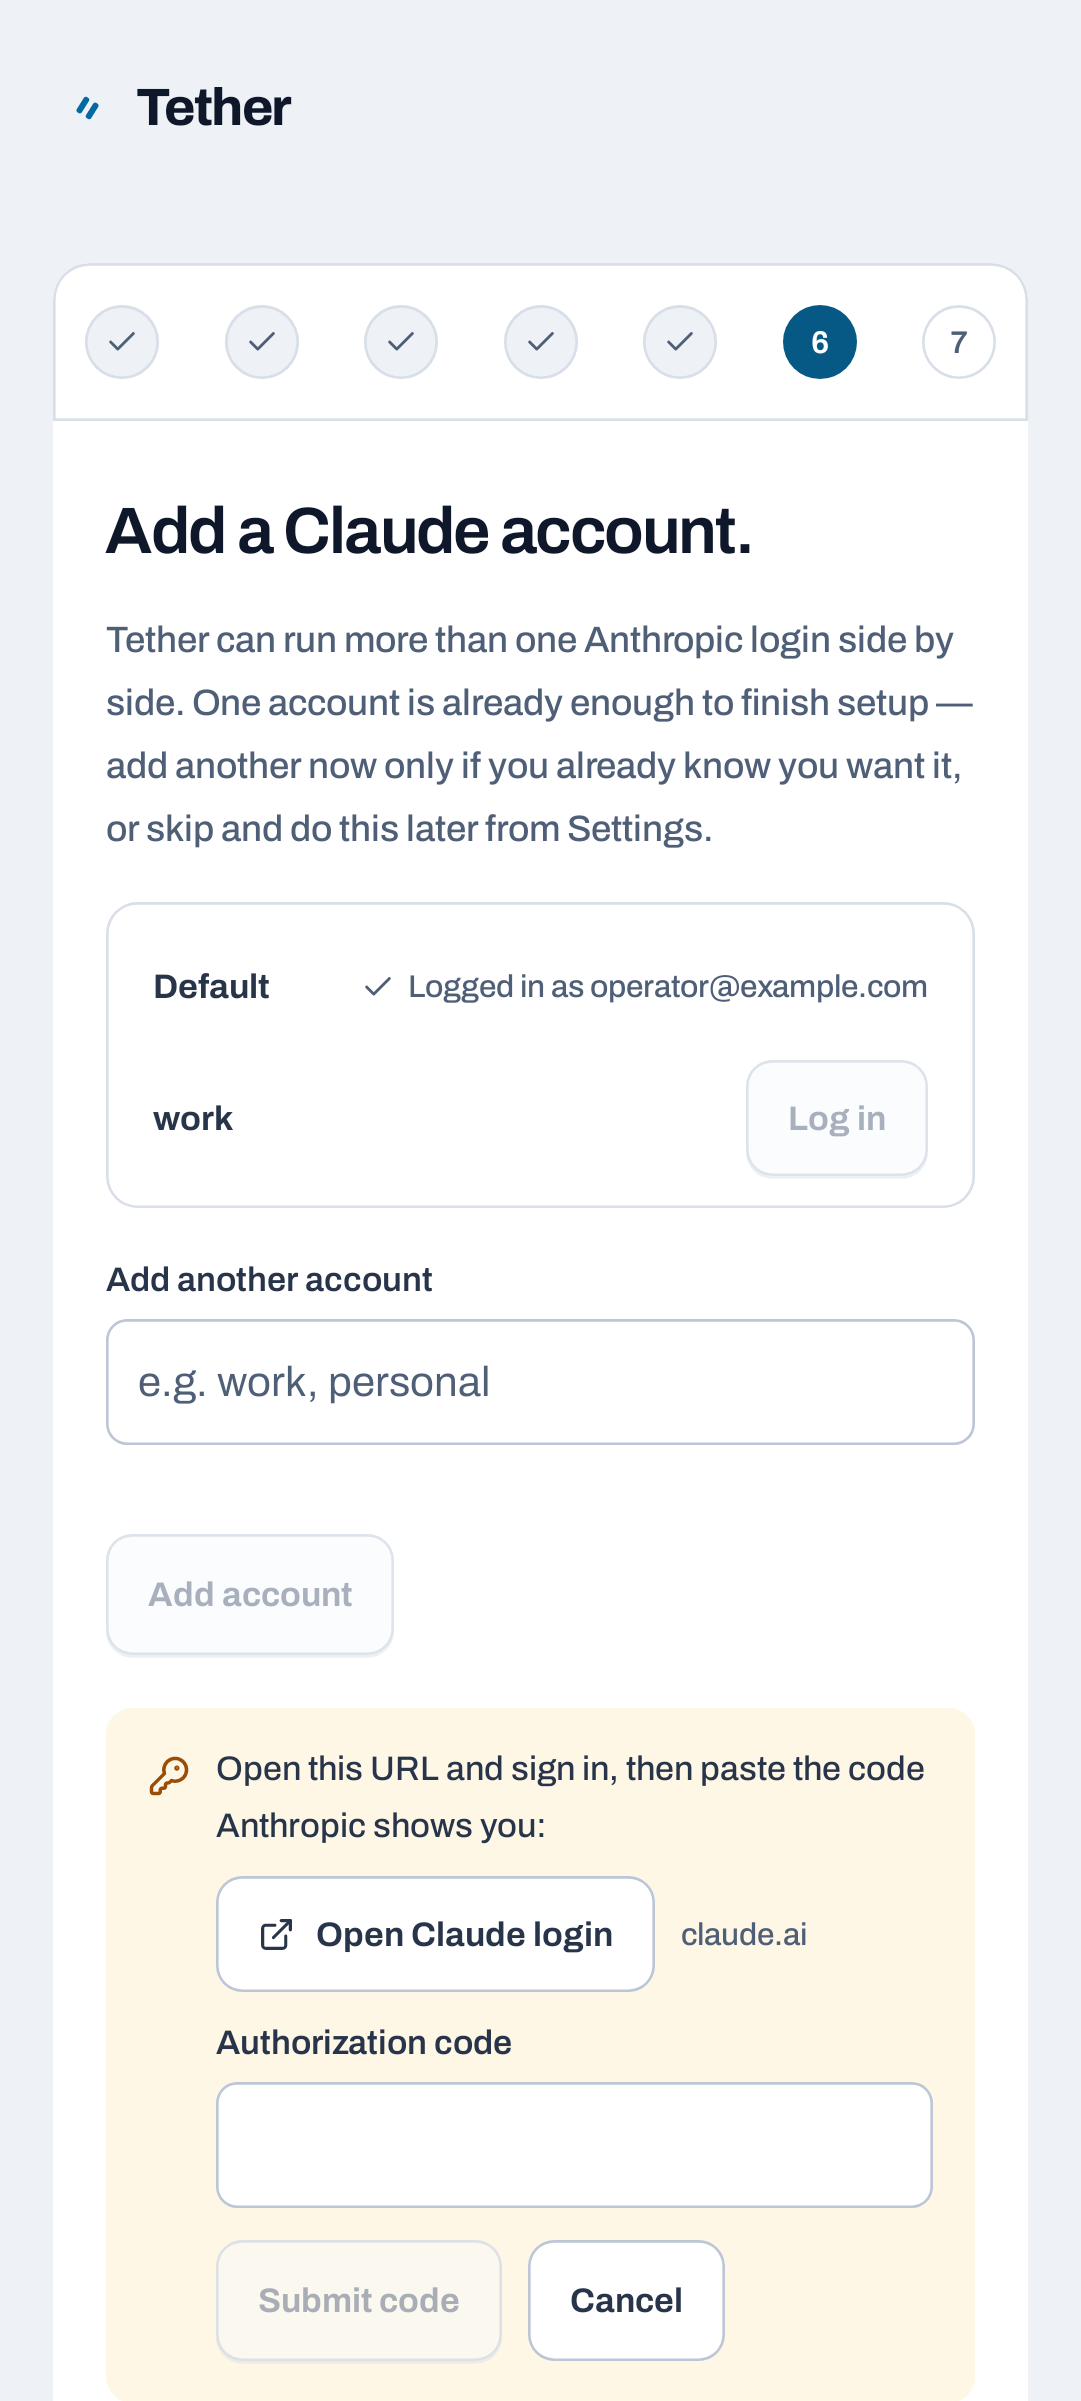 Tether
6
7
Add a Claude account.
Tether can run more than one Anthropic login side by
side. One account is already enough to finish setup —
add another now only if you already know you want it,
or skip and do this later from Settings.
Default
Logged in as operator@example.com
work
Log in
Add another account
e.g. work, personal
Add account
Open this URL and sign in, then paste the code
Anthropic shows you:
Open Claude login
claude.ai
Authorization code
Submit code
Cancel